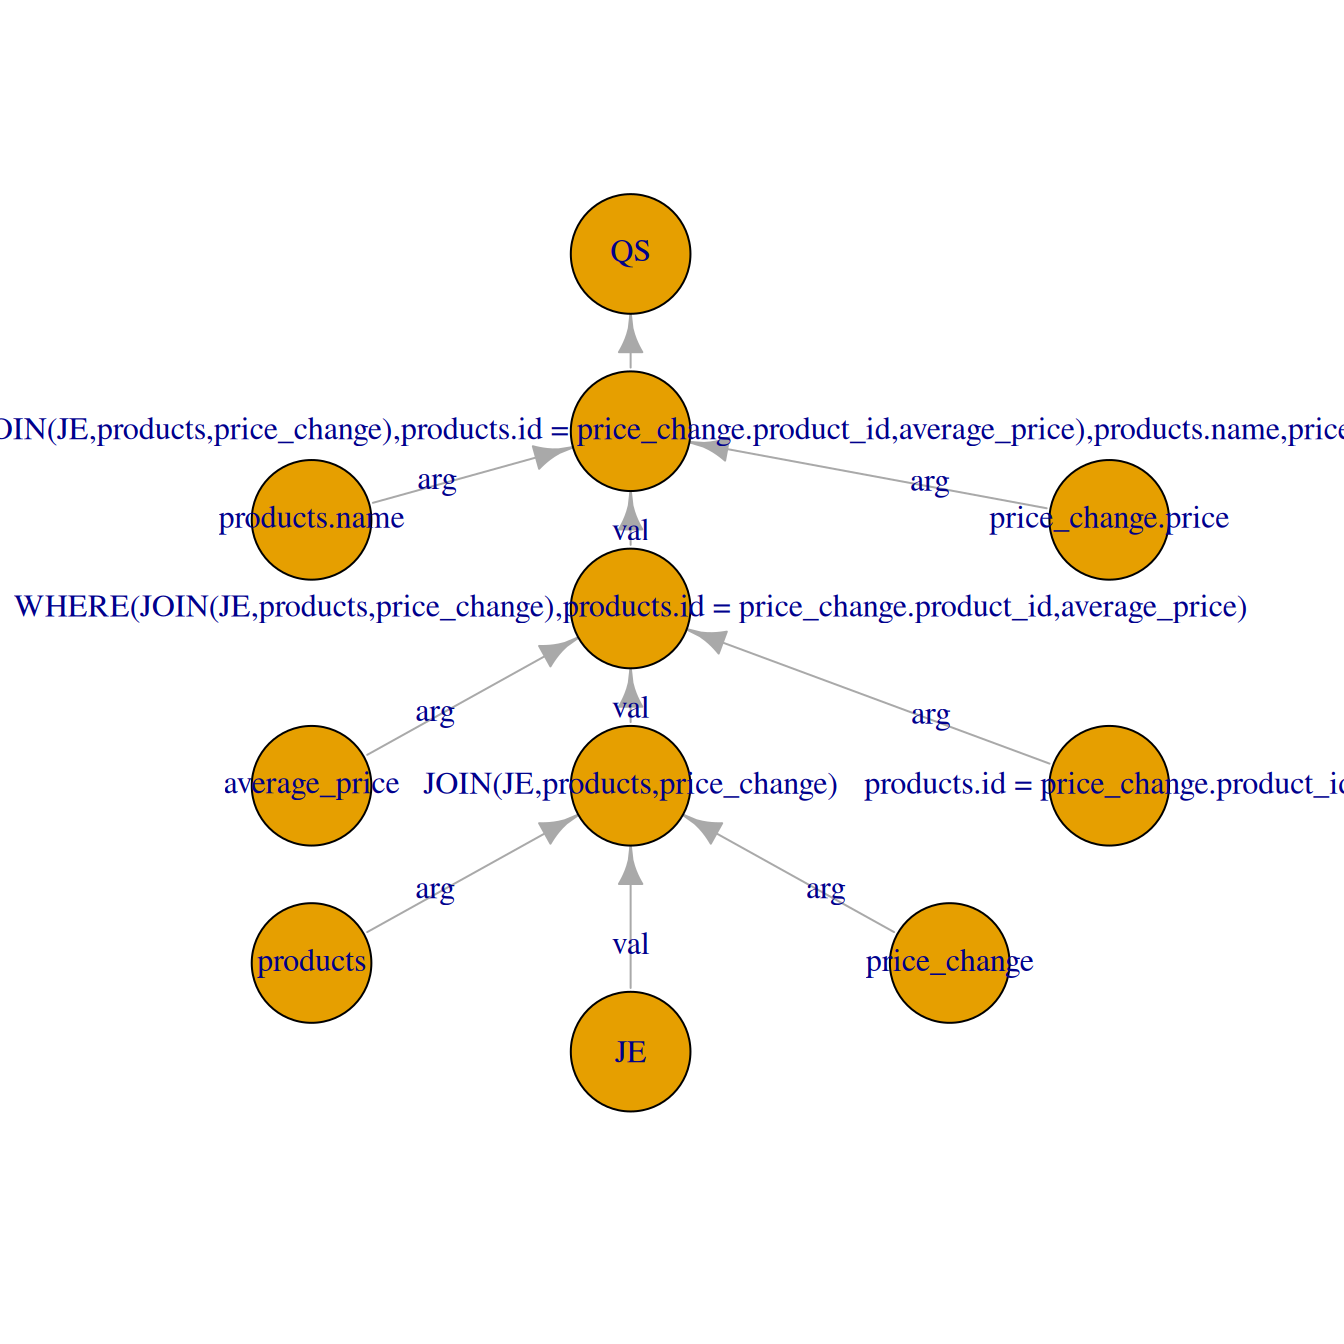 QS
OIN(JE,products,price_change),products.id = price_change.product_id,average_price),products.name,price
arg
arg
products.name
price_change.price
val
WHERE(JOIN(JE,products,price_change),products.id = price_change.product_id,average_price)
val
arg
arg
average_price
JOIN(JE,products,price_change)
products.id = price_change.product_id
arg
arg
val
products
price_change
JE